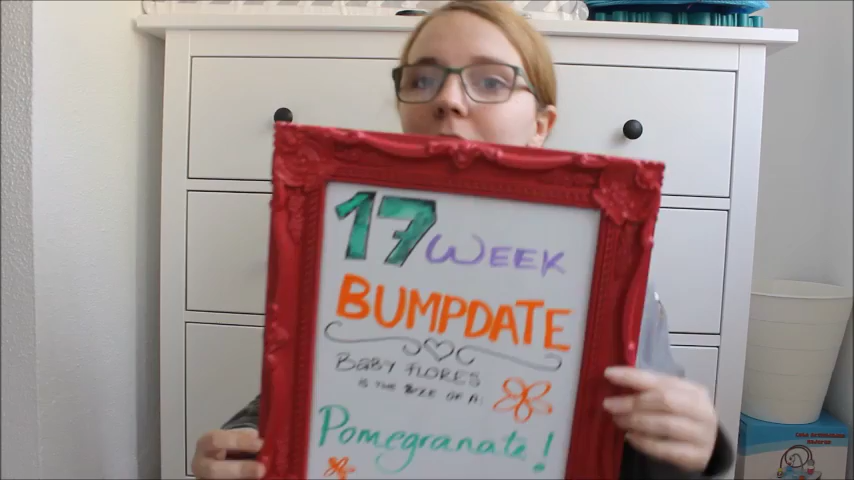 17 WEEK
BUMPDATE
BABY FLORES
IS THE SIZE OF A:
Pomegranate!